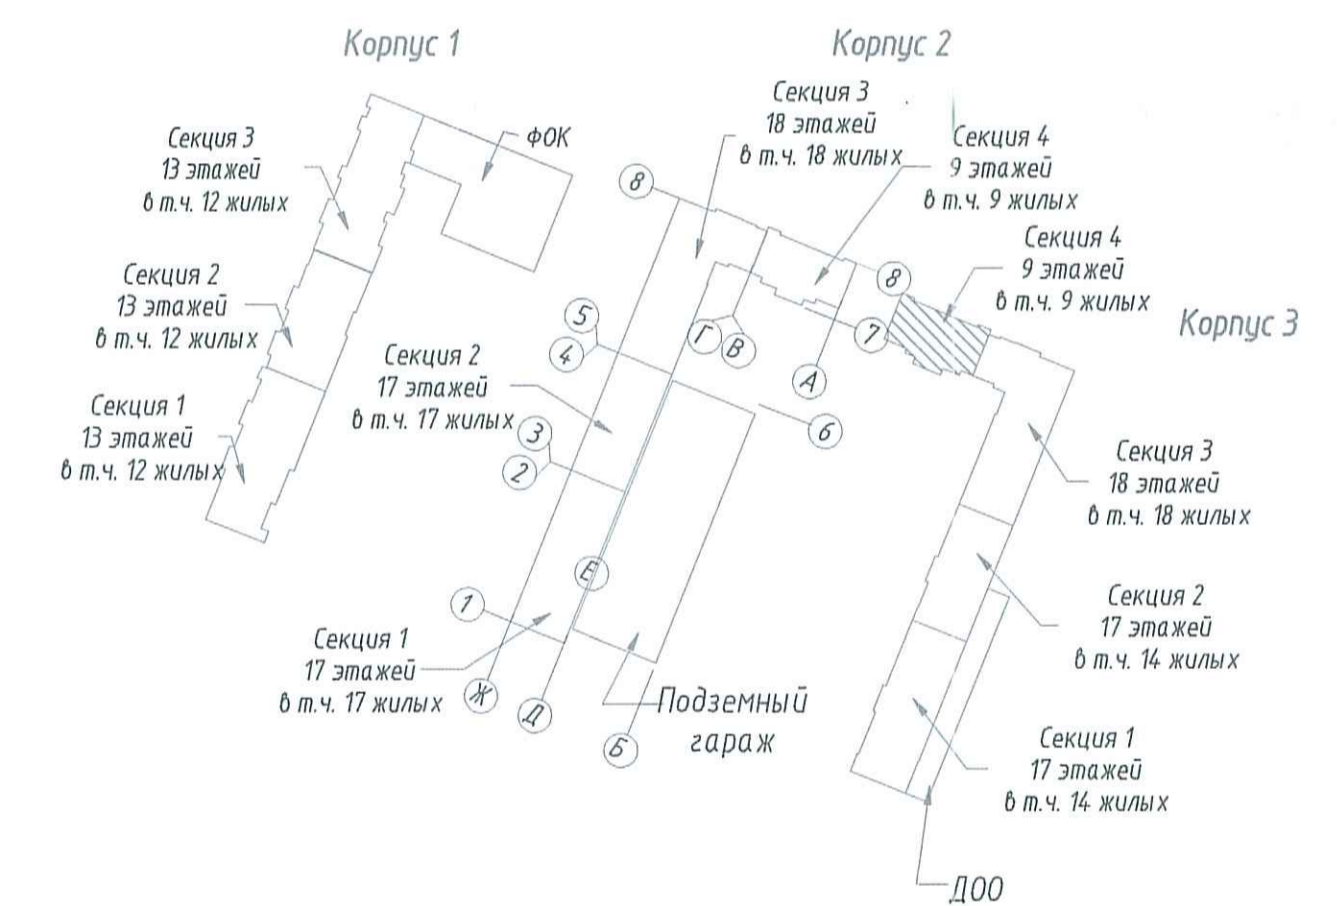 Корпус 1
Корпус 2
Секция 3
18 этажей
в т.ч. 18 жилых
Секция 4
9 этажей
в т.ч. 9 жилых
Секция 3
13 этажей
в т.ч. 12 жилых
ФОК
8
Секция 4
9 этажей
в т.ч. 9 жилых
Корпус 3
Секция 2
13 этажей
в т.ч. 12 жилых
8
7
5
4
Г
В
А
Секция 2
17 этажей
в т.ч. 17 жилых
Секция 1
13 этажей
в т.ч. 12 жилых
3
2
6
Секция 3
18 этажей
в т.ч. 18 жилых
Е
1
Секция 2
17 этажей
в т.ч. 14 жилых
Секция 1
17 этажей
в т.ч. 17 жилых
Ж
Д
Б
Подземный
гараж
Секция 1
17 этажей
в т.ч. 14 жилых
ДОО